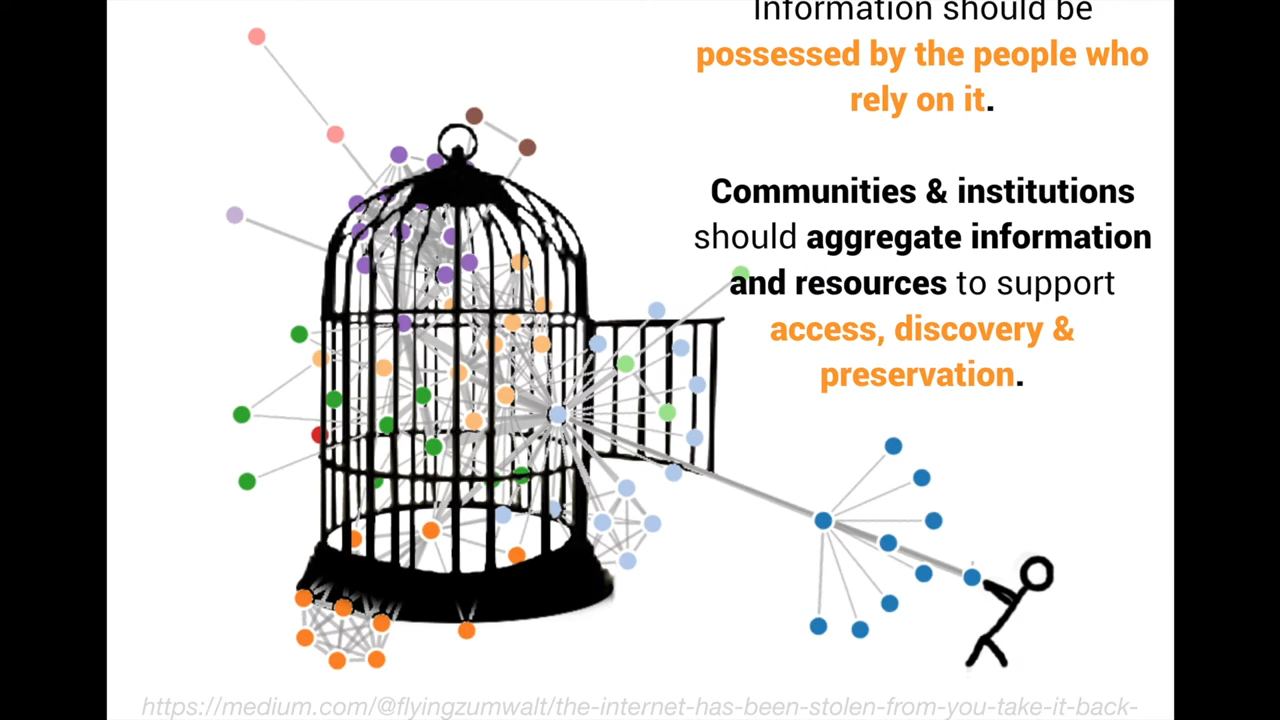 Information should be
possessed by the people who
rely on it.
Communities & institutions
should aggregate information
and resources to support
access, discovery &
preservation.
https://medium.com/@flyingzumwalt/the-internet-has-been-stolen-from-you-take-it-back-